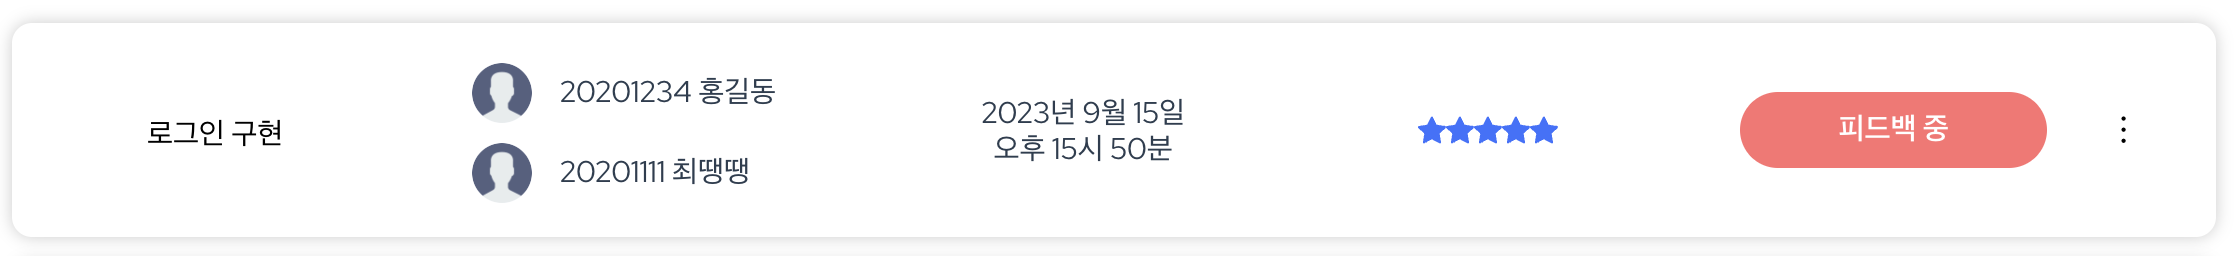 로그인 구현
20201234 홍길동
20201111 최땡땡
2023년 9월 15일
오후 15시 50분
피드백 중